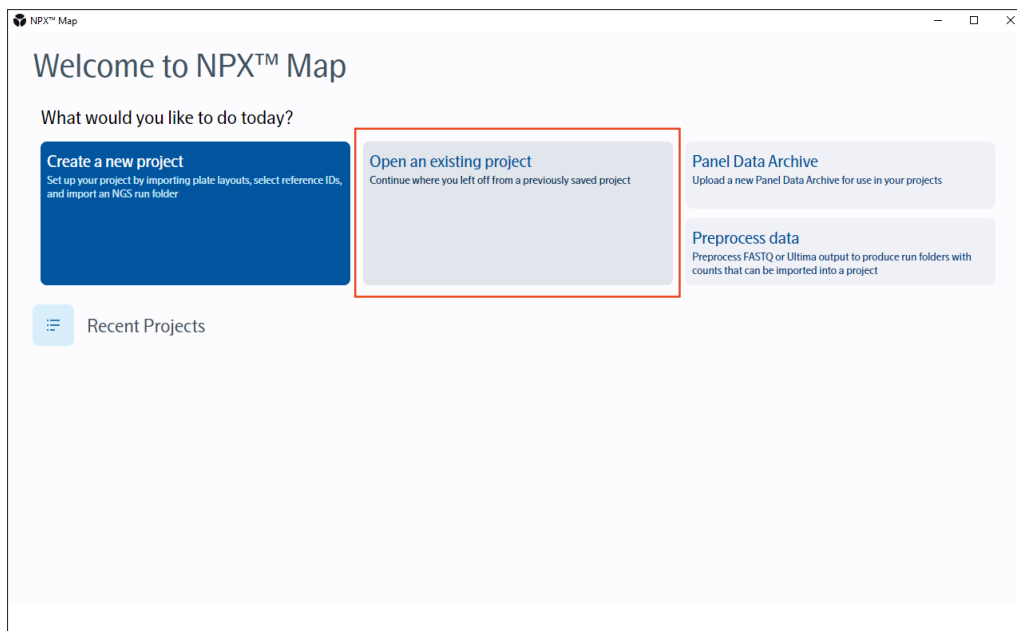 NPX™ Map
Welcome to NPX™ Map
What would you like to do today?
Create a new project
Set up your project by importing plate layouts, select reference IDs,
and import an NGS run folder
Open an existing project
Continue where you left off from a previously saved project
Panel Data Archive
Upload a new Panel Data Archive for use in your projects
Preprocess data
Preprocess FASTQ or Ultima output to produce run folders with
counts that can be imported into a project
Recent Projects